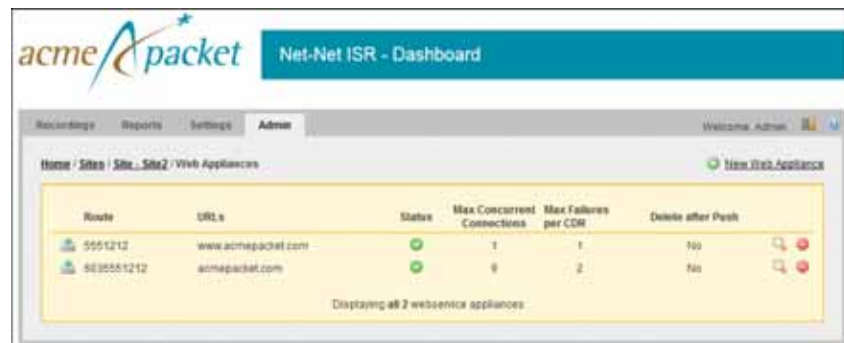 acme packet
Net-Net ISR - Dashboard
Recordings Reports Settings Admin Welcome, Admin
Home / Sites / Site - Site2 / Web Appliances
New Web Appliance
Route URLs Status Max Concurrent Connections Max Failures per CDR Delete after Push
5551212 www.acmepacket.com 1 1 No
6035551212 acmepacket.com 2 No
Displaying all 2 webservice appliances